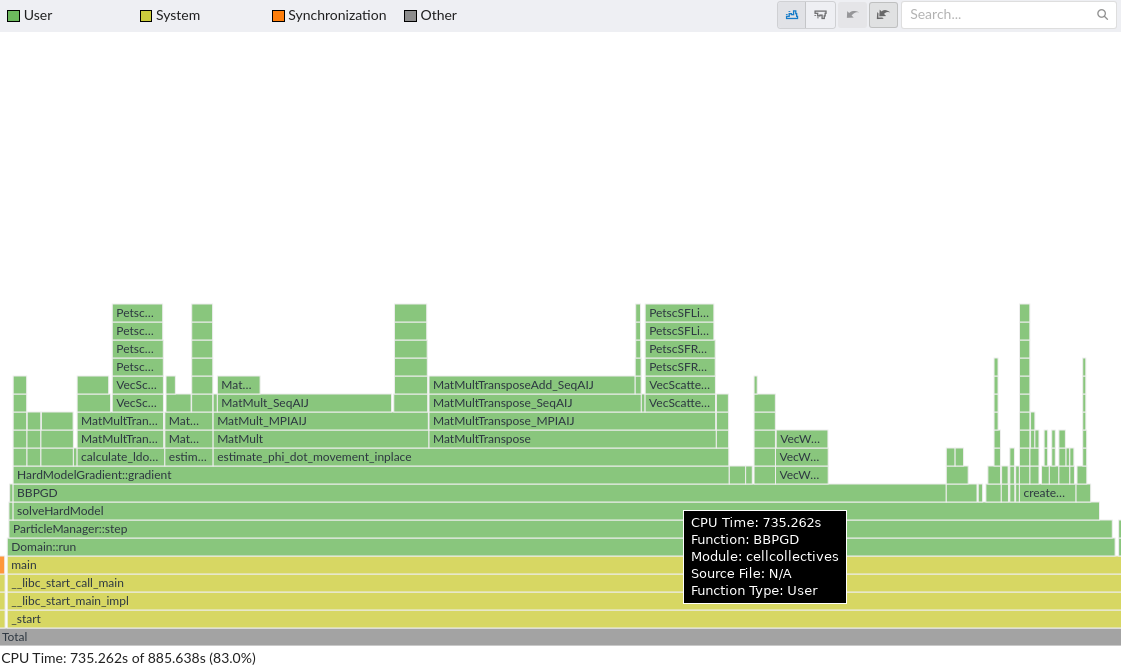 User System Synchronization Other Search...
Petsc... PetscSFLi...
Petsc... PetscSFLi...
Petsc... PetscSFR...
Petsc... PetscSFR...
VecSc... Mat... MatMultTransposeAdd_SeqAIJ VecScatte...
VecSc... MatMult_SeqAIJ MatMultTranspose_SeqAIJ VecScatte...
MatMultTran... Mat... MatMult_MPIAIJ MatMultTranspose_MPIAIJ
MatMultTran... Mat... MatMult MatMultTranspose VecW...
calculate_ldo... estim... estimate_phi_dot_movement_inplace VecW...
HardModelGradient::gradient VecW...
BBPGD create...
solveHardModel
ParticleManager::step
Domain::run
main
__libc_start_call_main
__libc_start_main_impl
_start
Total
CPU Time: 735.262s
Function: BBPGD
Module: cellcollectives
Source File: N/A
Function Type: User
CPU Time: 735.262s of 885.638s (83.0%)